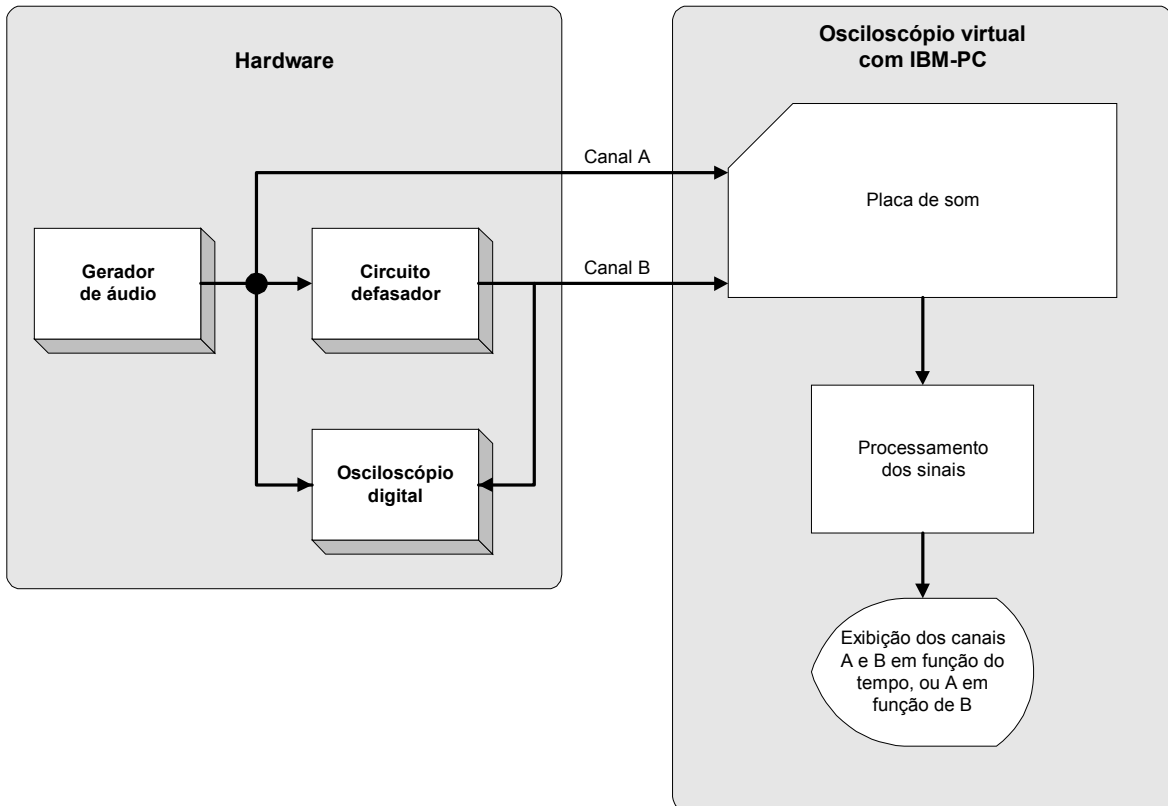 Hardware
Gerador
de áudio
Circuito
defasador
Osciloscópio
digital
Canal A
Canal B
Osciloscópio virtual
com IBM-PC
Placa de som
Processamento
dos sinais
Exibição dos canais
A e B em função do
tempo, ou A em
função de B